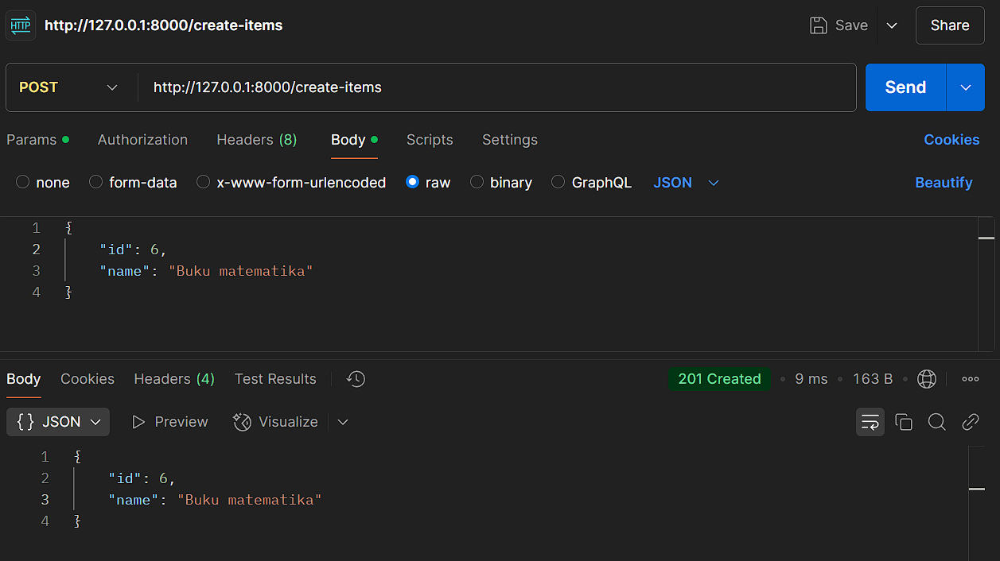 HTTP http://127.0.0.1:8000/create-items Save Share
POST http://127.0.0.1:8000/create-items Send
Params Authorization Headers (8) Body Scripts Settings Cookies
none form-data x-www-form-urlencoded raw binary GraphQL JSON Beautify
1 {
2 "id": 6,
3 "name": "Buku matematika"
4 }
Body Cookies Headers (4) Test Results 201 Created • 9 ms • 163 B •
{} JSON Preview Visualize
1 {
2 "id": 6,
3 "name": "Buku matematika"
4 }